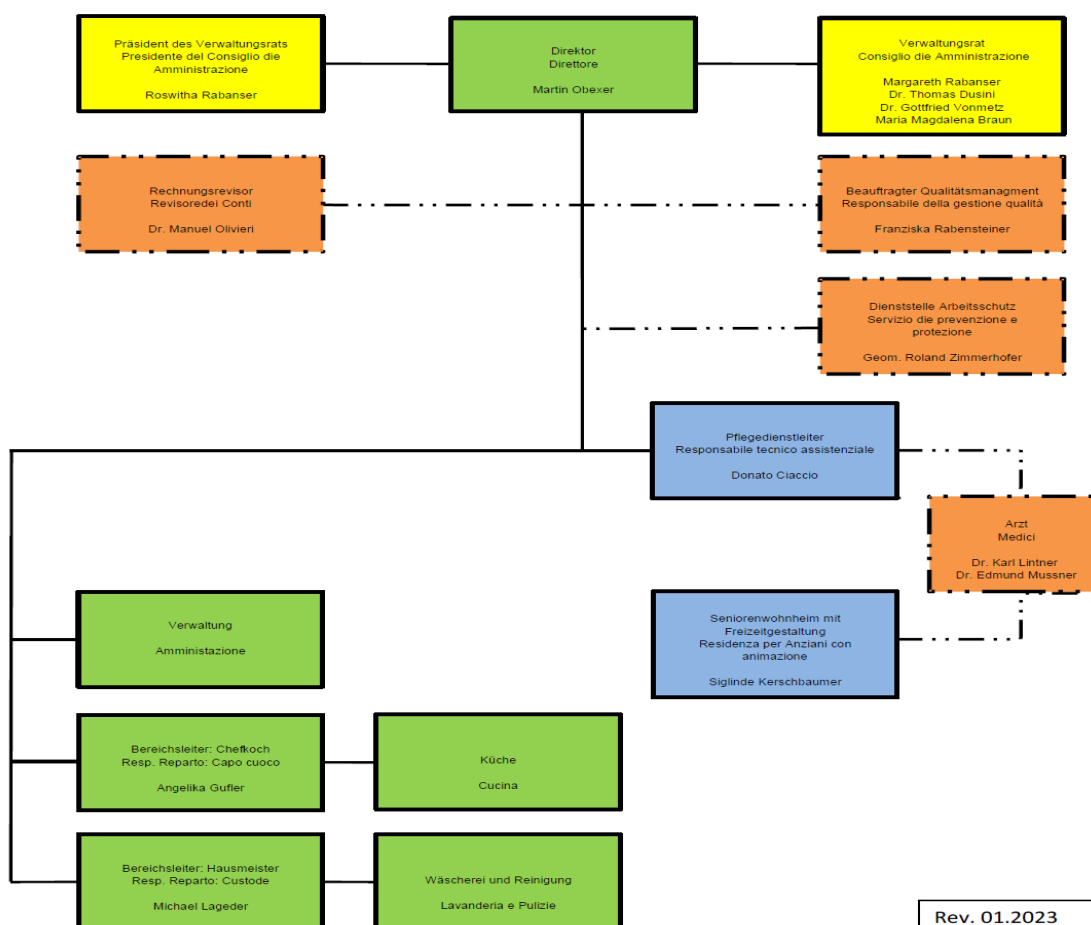 Präsident des Verwaltungsrats
Presidente del Consiglio die
Amministrazione
Roswitha Rabanser
Direktor
Direttore
Martin Obexer
Verwaltungsrat
Consiglio die Amministrazione
Margareth Rabanser
Dr. Thomas Dusini
Dr. Gottfried Vonmetz
Maria Magdalena Braun
Rechnungsrevisor
Revisoredei Conti
Dr. Manuel Olivieri
Beauftragter Qualitätsmanagment
Responsabile della gestione qualità
Franziska Rabensteiner
Dienststelle Arbeitsschutz
Servizio die prevenzione e
protezione
Geom. Roland Zimmerhofer
Pflegedienstleiter
Responsabile tecnico assistenziale
Donato Ciaccio
Arzt
Medici
Dr. Karl Lintner
Dr. Edmund Mussner
Verwaltung
Amministazione
Seniorenwohnheim mit
Freizeitgestaltung
Residenza per Anziani con
animazione
Siglinde Kerschbaumer
Bereichsleiter: Chefkoch
Resp. Reparto: Capo cuoco
Angelika Gufler
Küche
Cucina
Bereichsleiter: Hausmeister
Resp. Reparto: Custode
Michael Lageder
Wäscherei und Reinigung
Lavanderia e Pulizie
Rev. 01.2023